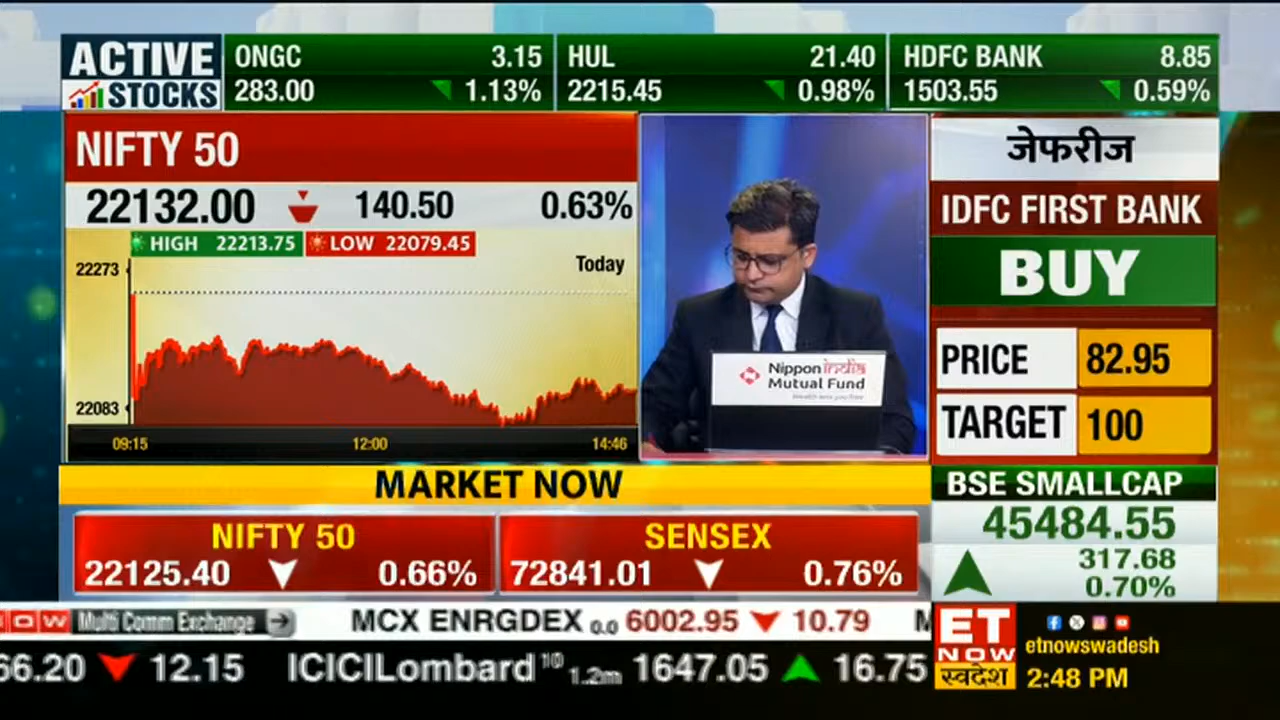 ACTIVE
STOCKS
ONGC 3.15
283.00 1.13%
HUL 21.40
2215.45 0.98%
HDFC BANK 8.85
1503.55 0.59%
NIFTY 50
22132.00 140.50 0.63%
HIGH 22213.75 LOW 22079.45
Today
22273
22083
09:15 12:00 14:46
Nippon india
Mutual Fund
जेफरीज
IDFC FIRST BANK
BUY
PRICE 82.95
TARGET 100
MARKET NOW
NIFTY 50
22125.40 0.66%
SENSEX
72841.01 0.76%
BSE SMALLCAP
45484.55
317.68
0.70%
Multi Comm Exchange MCX ENRGDEX 0.0 6002.95 10.79
66.20 12.15 ICICILombard 10 1.2m 1647.05 16.75
ET
NOW
स्वदेश
etnowswadesh
2:48 PM